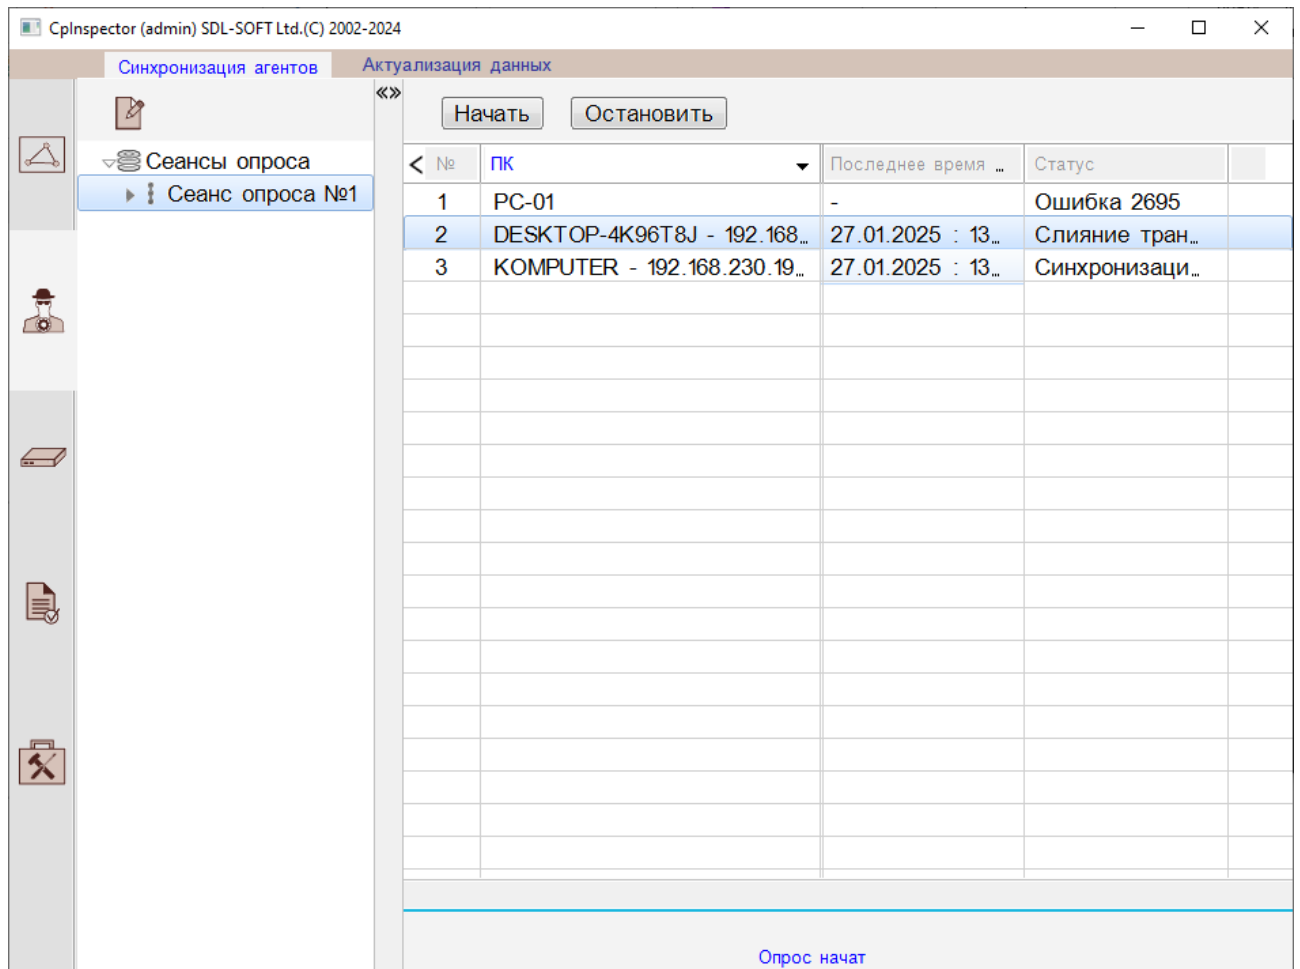 CpInspector (admin) SDL-SOFT Ltd.(C) 2002-2024
Синхронизация агентов Актуализация данных
«» Начать Остановить
Сеансы опроса
Сеанс опроса №1
< № ПК Последнее время ... Статус
1 PC-01 - Ошибка 2695
2 DESKTOP-4K96T8J - 192.168... 27.01.2025 : 13... Слияние тран...
3 KOMPUTER - 192.168.230.19... 27.01.2025 : 13... Синхронизаци...
Опрос начат